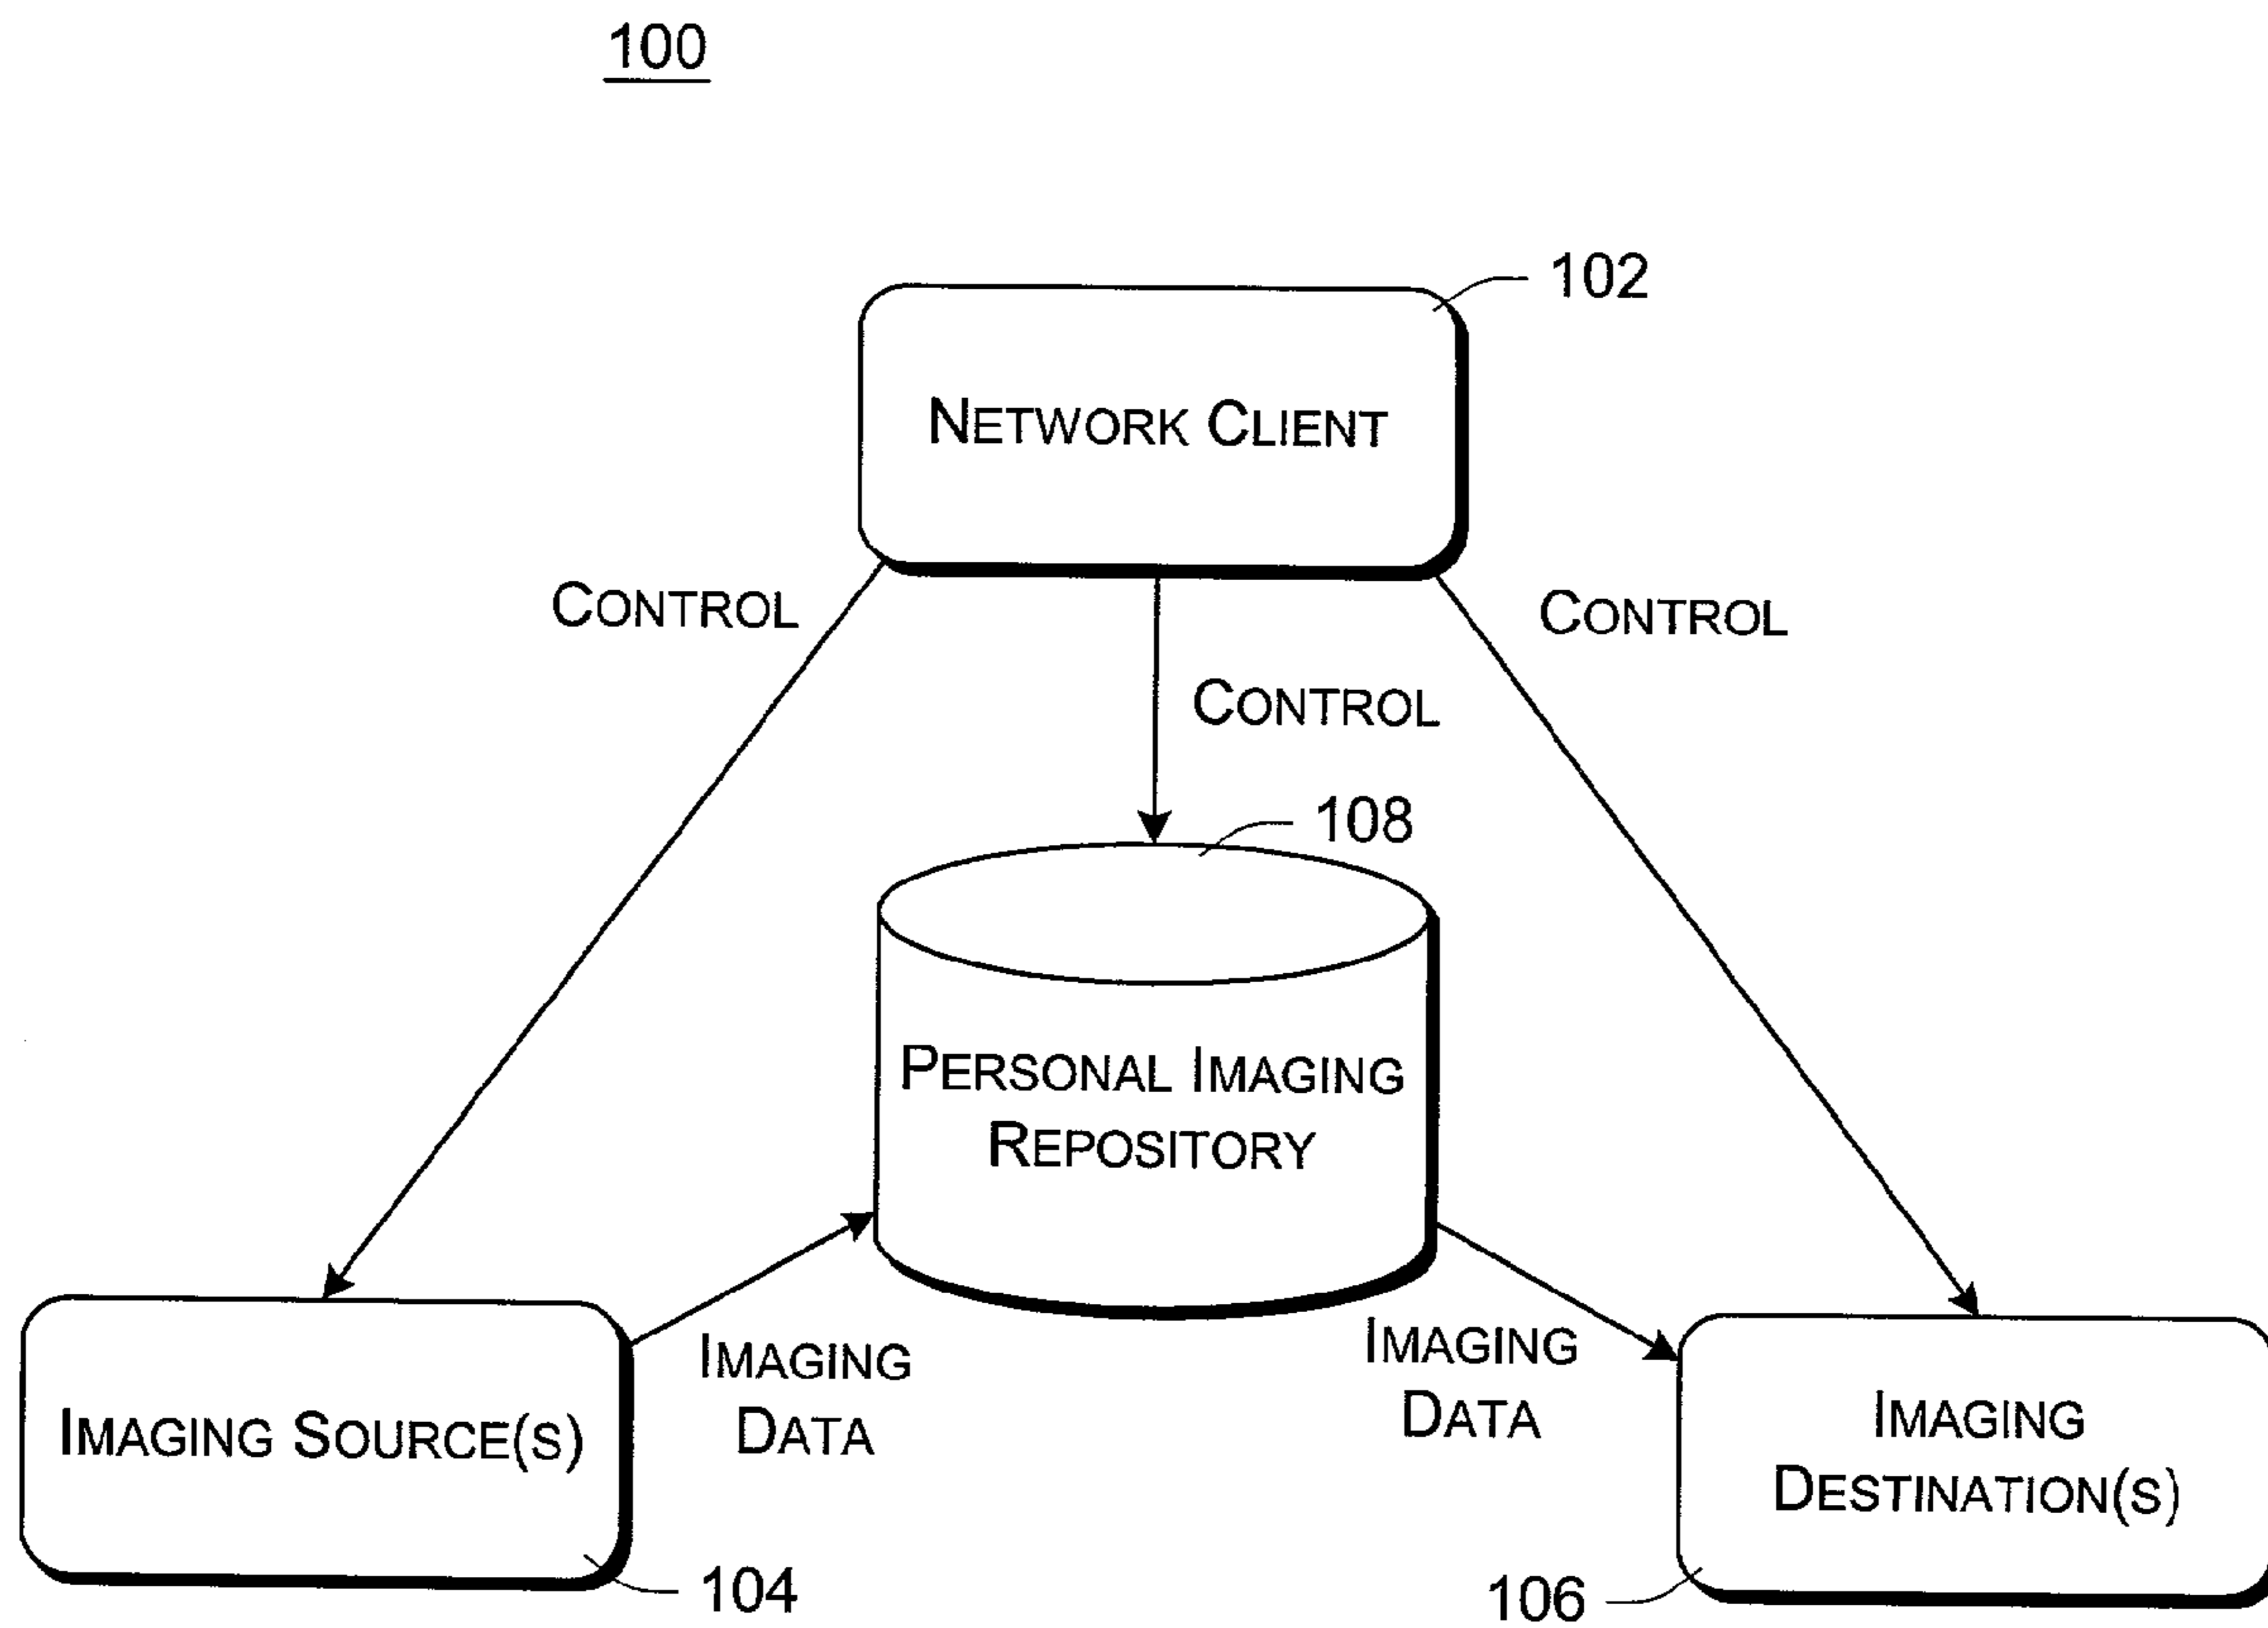 100
102
NETWORK CLIENT
CONTROL
CONTROL
CONTROL
108
PERSONAL IMAGING
REPOSITORY
IMAGING
DATA
IMAGING
DATA
IMAGING SOURCE(S)
IMAGING
DESTINATION(S)
104
106